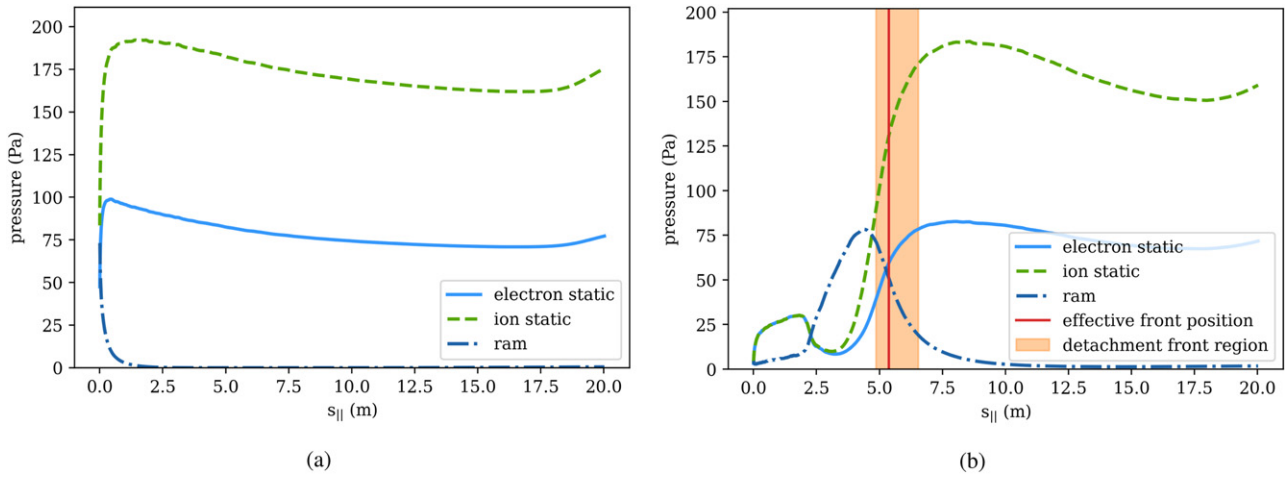 200
175
150
125
100
75
50
25
0
pressure (Pa)
electron static
ion static
ram
0.0 2.5 5.0 7.5 10.0 12.5 15.0 17.5 20.0
s|| (m)
(a)
200
175
150
125
100
75
50
25
0
pressure (Pa)
electron static
ion static
ram
effective front position
detachment front region
0.0 2.5 5.0 7.5 10.0 12.5 15.0 17.5 20.0
s|| (m)
(b)